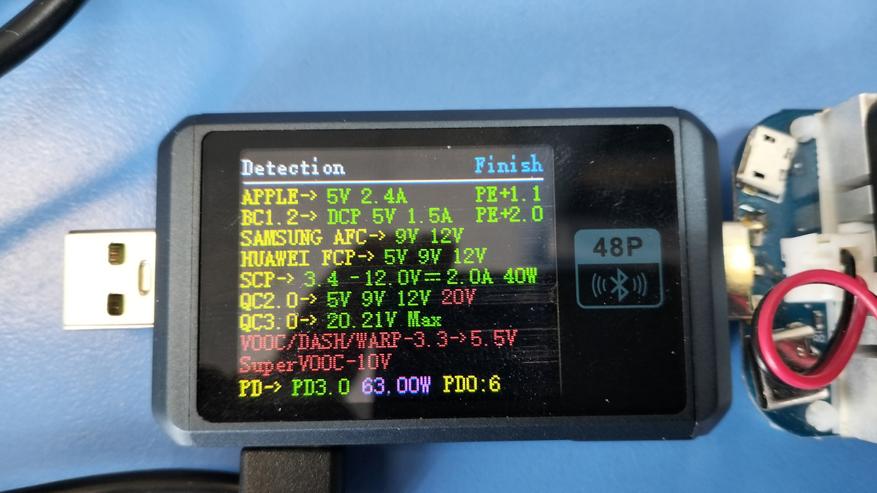 Detection Finish
APPLE-> 5V 2.4A PE+1.1
BC1.2-> DCP 5V 1.5A PE+2.0
SAMSUNG AFC-> 9V 12V
HUAWEI FCP-> 5V 9V 12V
SCP-> 3.4 -12.0V⎓2.0A 40W
QC2.0-> 5V 9V 12V 20V
QC3.0-> 20.21V Max
VOOC/DASH/WARP-3.3->5.5V
SuperVOOC-10V
PD-> PD3.0 63.00W PDO:6
48P